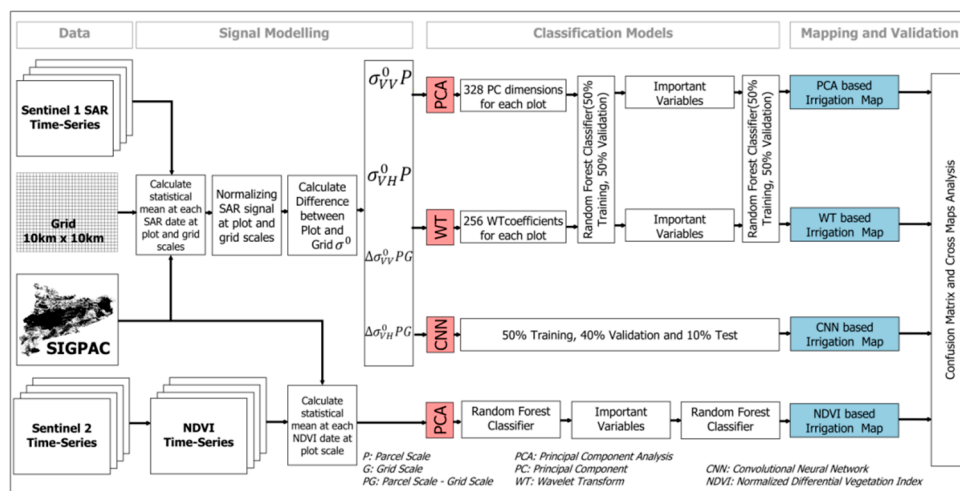 Data
Signal Modelling
Classification Models
Mapping and Validation
Sentinel 1 SAR
Time-Series
Grid
10km x 10km
SIGPAC
Sentinel 2
Time-Series
NDVI
Time-Series
Calculate
statistical
mean at each
SAR date at
plot and grid
scales
Normalizing
SAR signal
at plot and
grid scales
Calculate
Difference
between
Plot and
Grid σ⁰
Calculate
statistical
mean at each
NDVI date at
plot scale
σ⁰VV P
σ⁰VH P
Δσ⁰VV PG
Δσ⁰VH PG
PCA
328 PC dimensions
for each plot
Random Forest Classifier(50%
Training, 50% Validation)
Important
Variables
Random Forest Classifier(50%
Training, 50% Validation)
PCA based
Irrigation Map
WT
256 WTcoefficients
for each plot
Important
Variables
WT based
Irrigation Map
CNN
50% Training, 40% Validation and 10% Test
CNN based
Irrigation Map
PCA
Random Forest
Classifier
Important
Variables
Random Forest
Classifier
NDVI based
Irrigation Map
Confusion Matrix and Cross Maps Analysis
P: Parcel Scale
G: Grid Scale
PG: Parcel Scale - Grid Scale
PCA: Principal Component Analysis
PC: Principal Component
WT: Wavelet Transform
CNN: Convolutional Neural Network
NDVI: Normalized Differential Vegetation Index